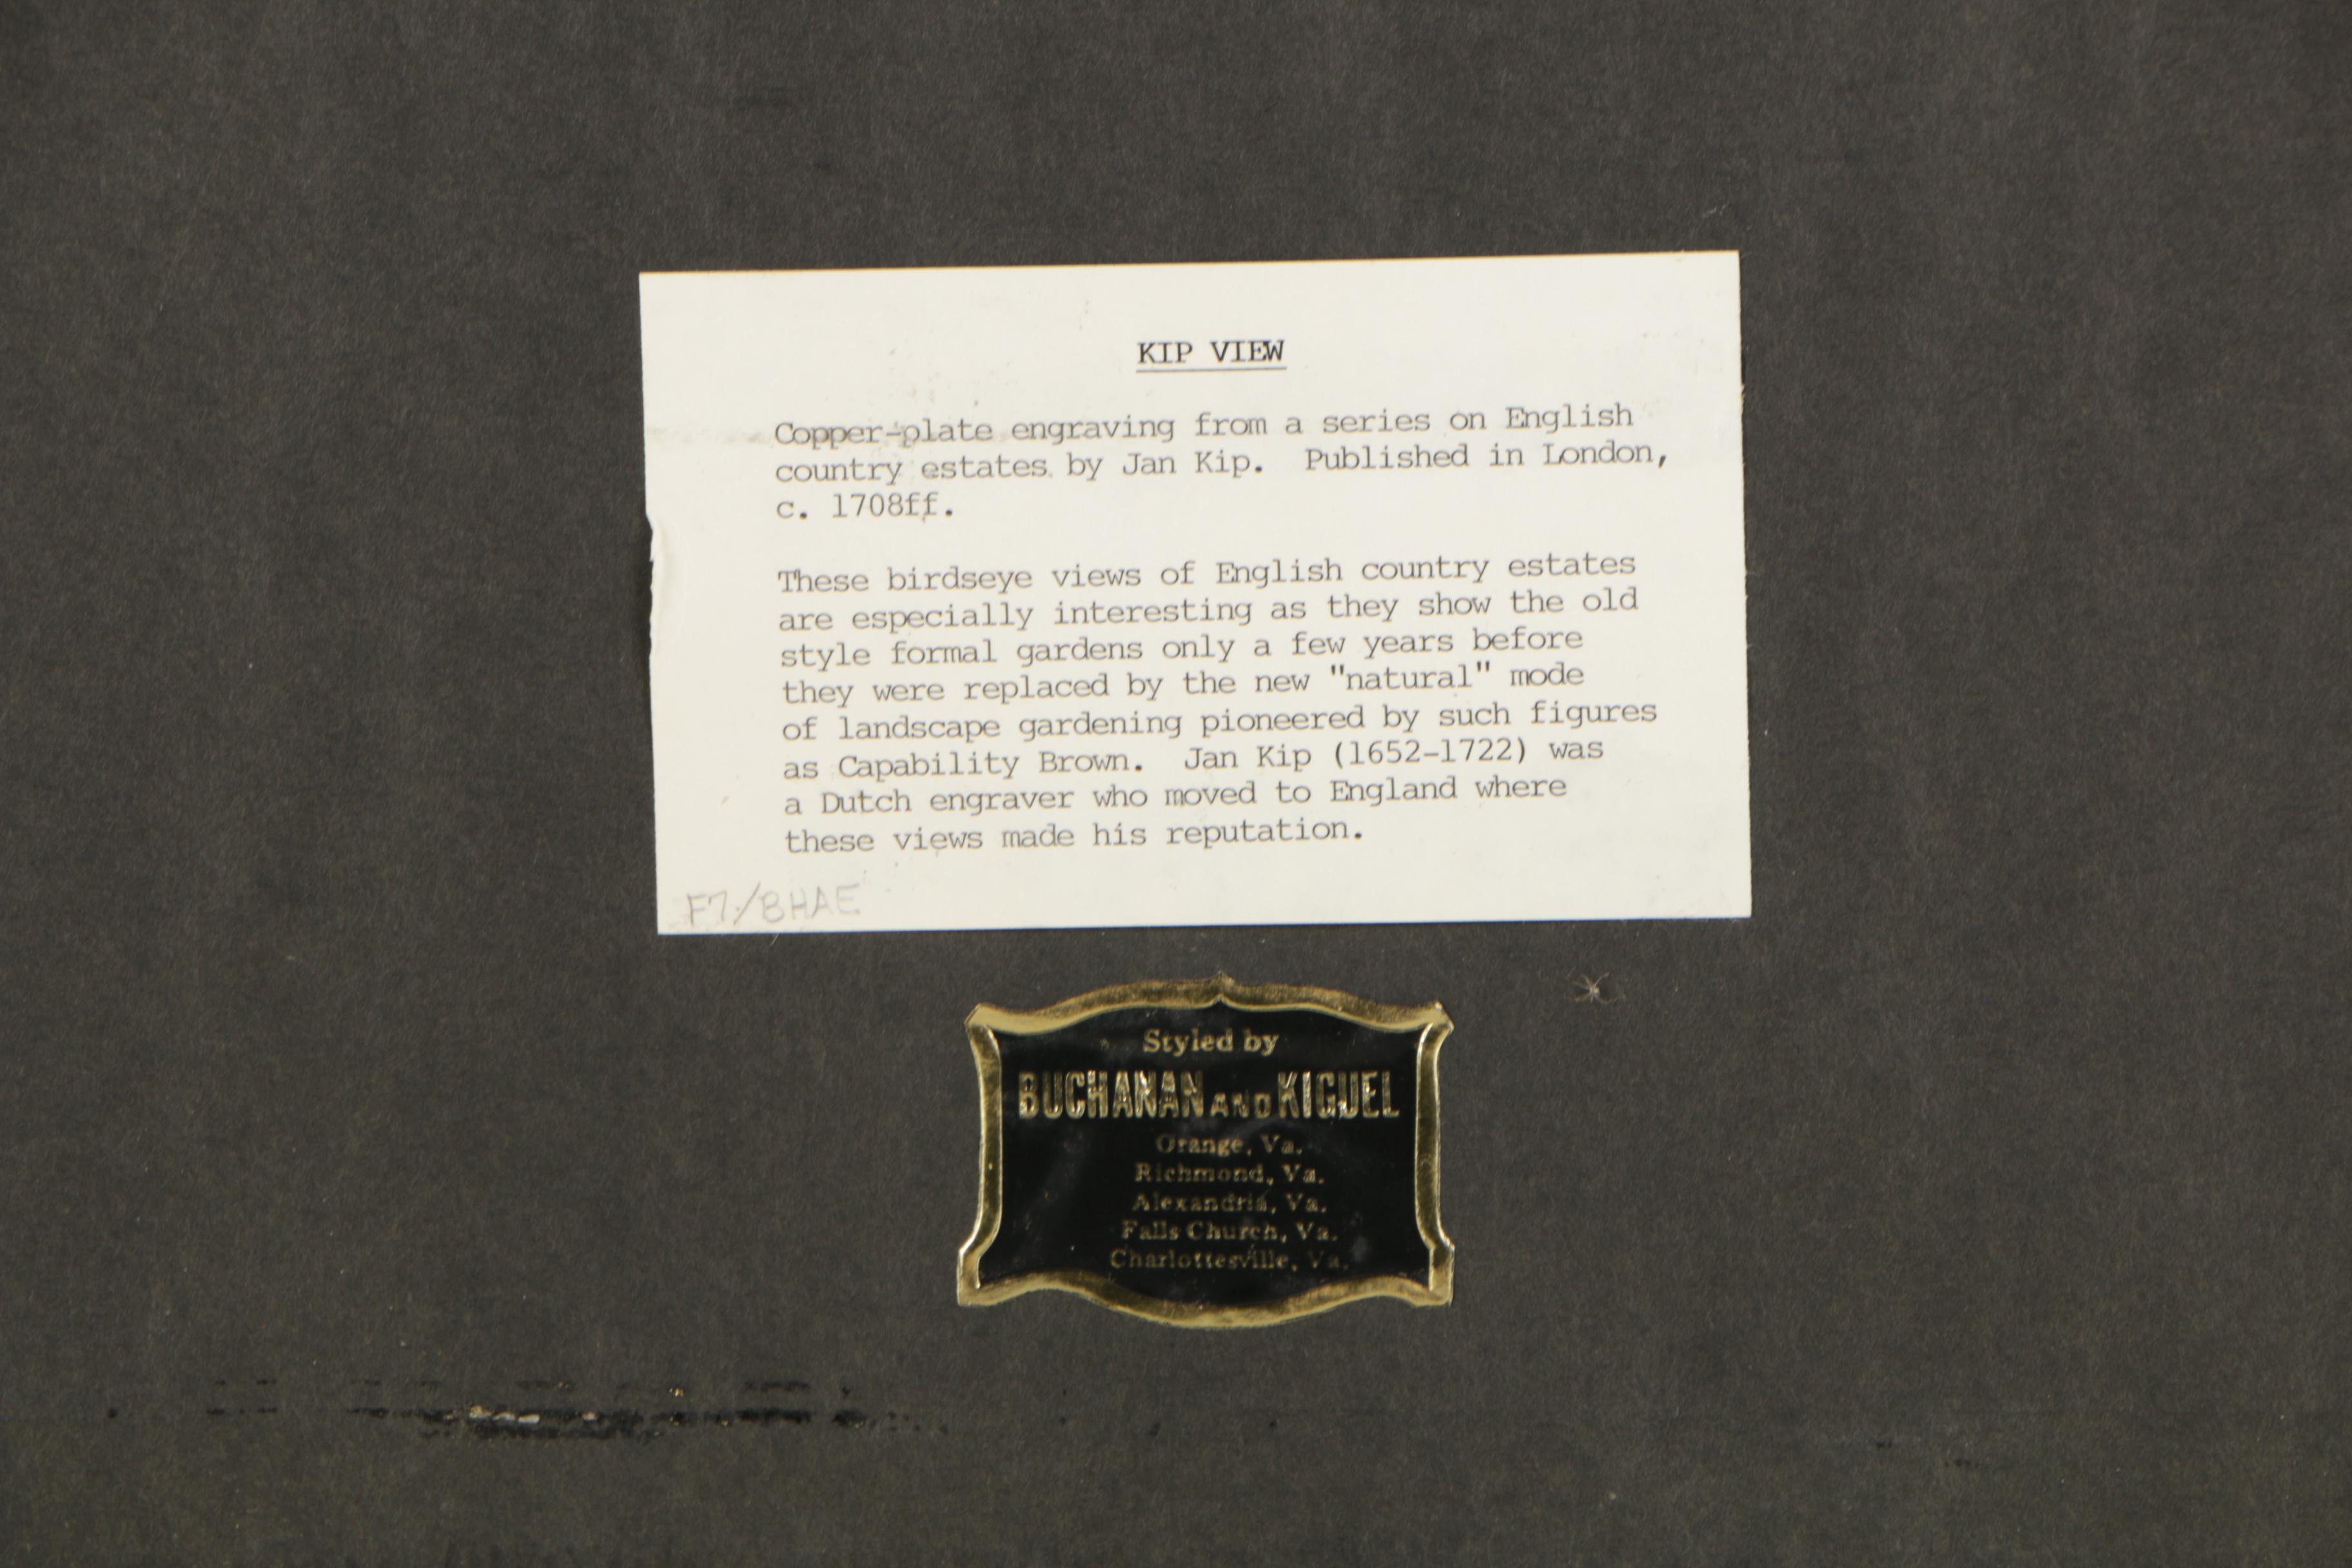 KIP VIEW
Copper-plate engraving from a series on English
country estates by Jan Kip. Published in London,
c. 1708ff.
These birdseye views of English country estates
are especially interesting as they show the old
style formal gardens only a few years before
they were replaced by the new "natural" mode
of landscape gardening pioneered by such figures
as Capability Brown. Jan Kip (1652-1722) was
a Dutch engraver who moved to England where
these views made his reputation.
F7/BHAE
Styled by
BUCHANAN AND KIGUEL
Orange, Va.
Richmond, Va.
Alexandria, Va.
Falls Church, Va.
Charlottesville, Va.